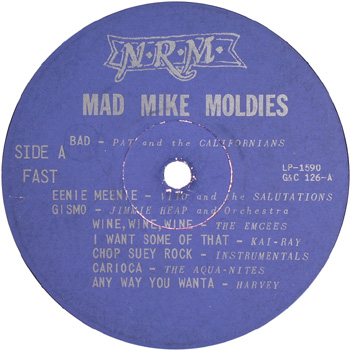 N·R·M·
MAD MIKE MOLDIES
BAD - PAT and the CALIFORNIANS
SIDE A
LP-1590
FAST
G&C 126-A
EENIE MEENIE - VITO and the SALUTATIONS
GISMO - JIMMIE HEAP and Orchestra
WINE, WINE, WINE - THE EMCEES
I WANT SOME OF THAT - KAI-RAY
CHOP SUEY ROCK - INSTRUMENTALS
CARIOCA - THE AQUA-NITES
ANY WAY YOU WANTA - HARVEY